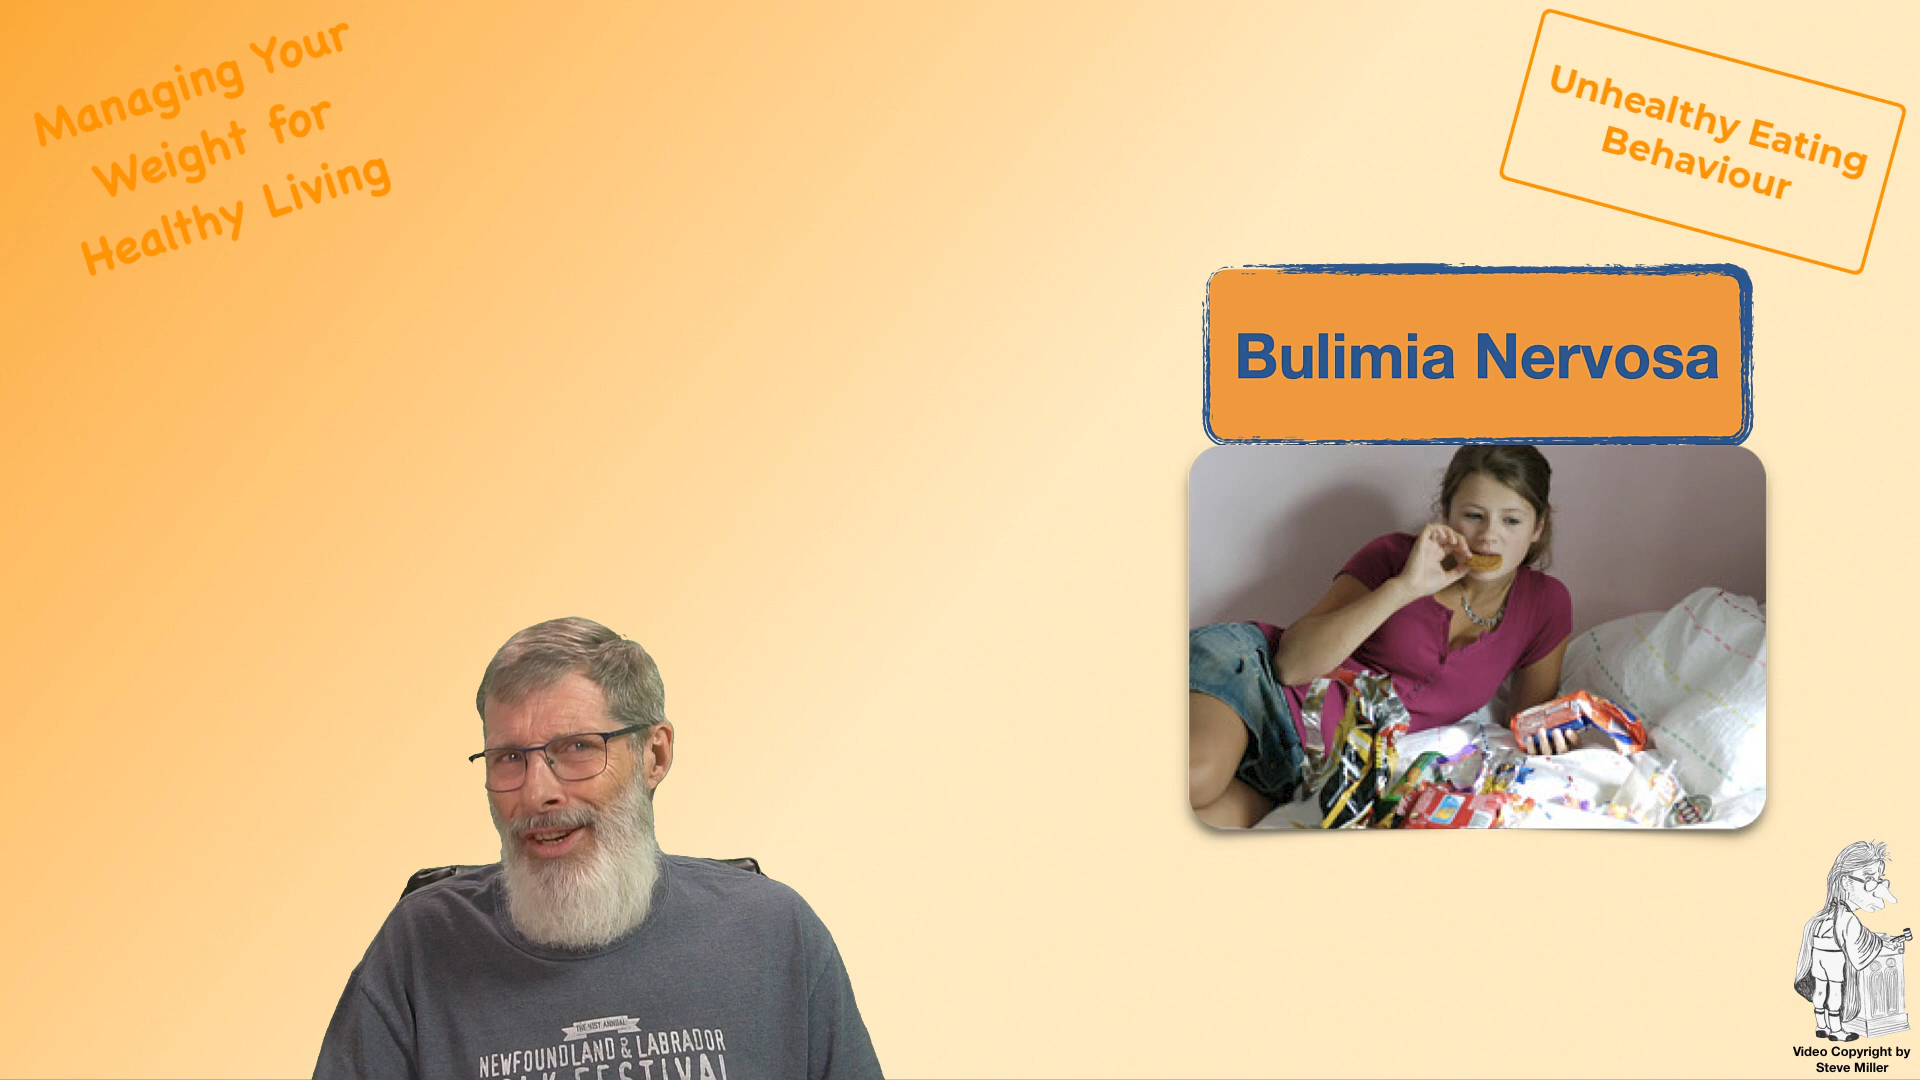 Managing Your
Weight for
Healthy Living
Unhealthy Eating
Behaviour
Bulimia Nervosa
THE 41ST ANNUAL
NEWFOUNDLAND & LABRADOR
FESTIVAL
Video Copyright by
Steve Miller